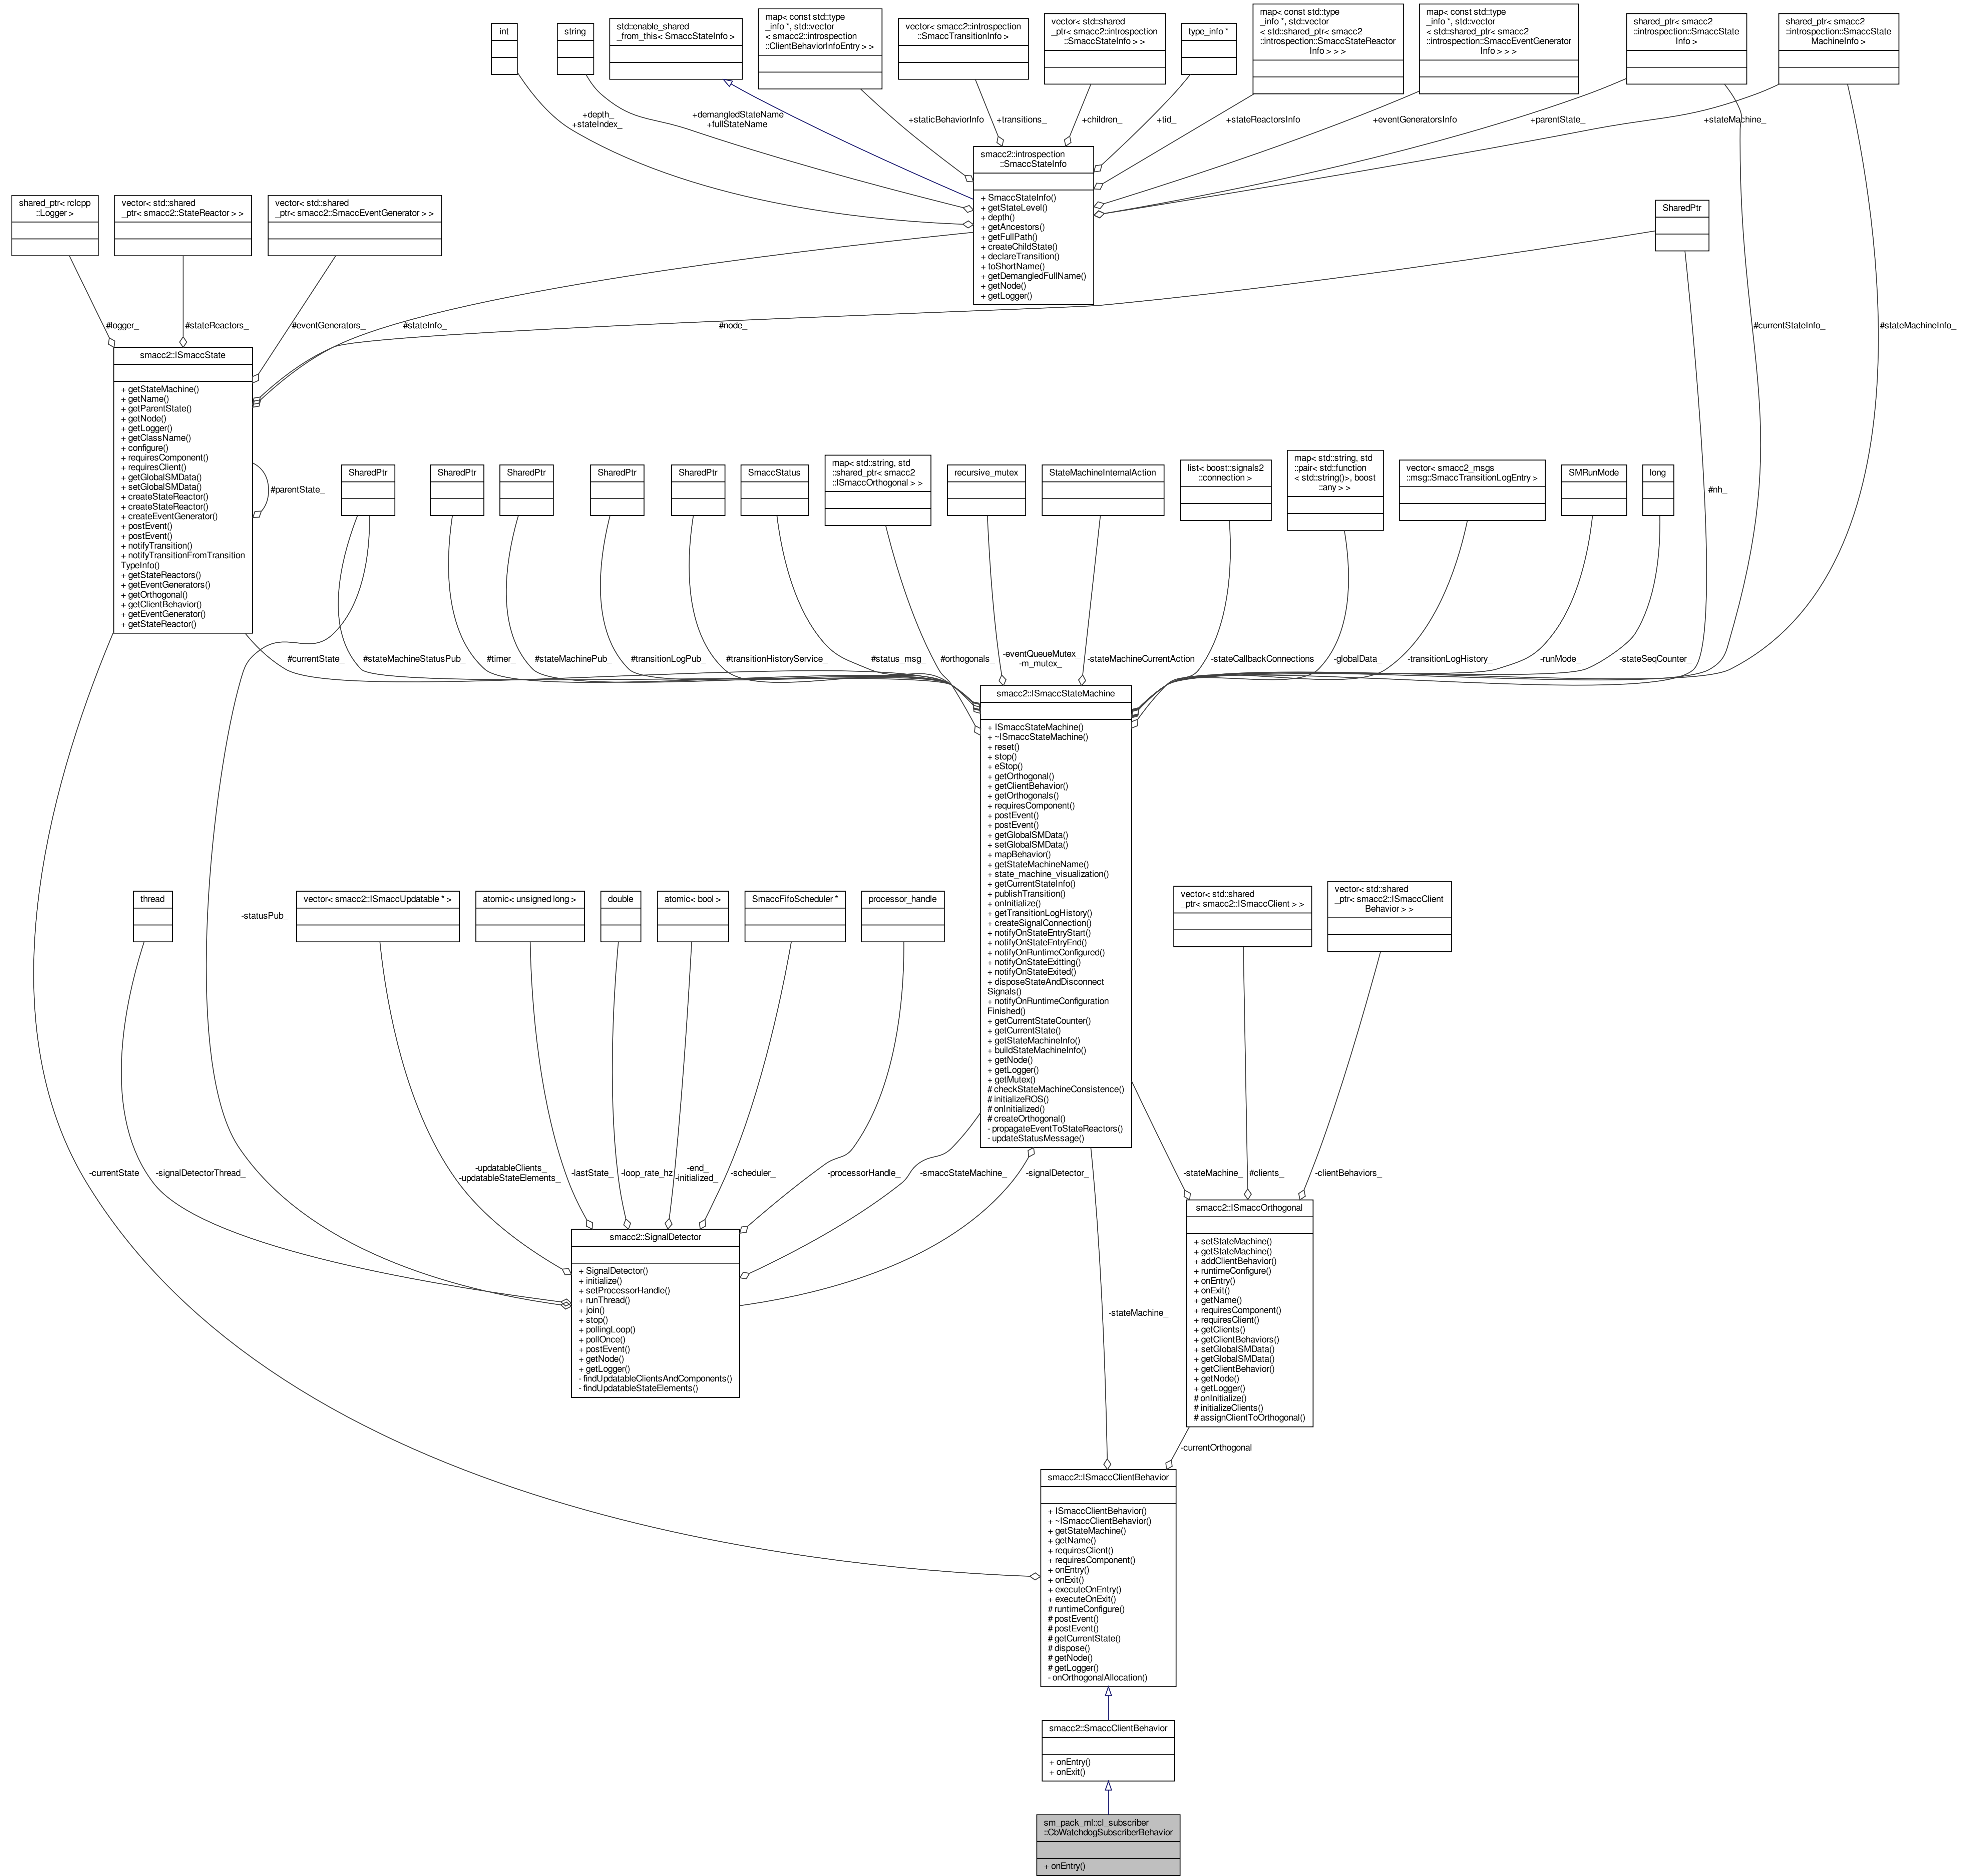 int
string
std::enable_shared
_from_this< SmaccStateInfo >
map< const std::type
_info *, std::vector
< smacc2::introspection
::ClientBehaviorInfoEntry > >
vector< smacc2::introspection
::SmaccTransitionInfo >
vector< std::shared
_ptr< smacc2::introspection
::SmaccStateInfo > >
type_info *
map< const std::type
_info *, std::vector
< std::shared_ptr< smacc2
::introspection::SmaccStateReactor
Info > > >
map< const std::type
_info *, std::vector
< std::shared_ptr< smacc2
::introspection::SmaccEventGenerator
Info > > >
shared_ptr< smacc2
::introspection::SmaccState
Info >
shared_ptr< smacc2
::introspection::SmaccState
MachineInfo >
+depth_
+stateIndex_
+demangledStateName
+fullStateName
+staticBehaviorInfo
+transitions_
+children_
+tid_
+stateReactorsInfo
+eventGeneratorsInfo
+parentState_
+stateMachine_
smacc2::introspection
::SmaccStateInfo
+ SmaccStateInfo()
+ getStateLevel()
+ depth()
+ getAncestors()
+ getFullPath()
+ createChildState()
+ declareTransition()
+ toShortName()
+ getDemangledFullName()
+ getNode()
+ getLogger()
shared_ptr< rclcpp
::Logger >
vector< std::shared
_ptr< smacc2::StateReactor > >
vector< std::shared
_ptr< smacc2::SmaccEventGenerator > >
SharedPtr
#logger_
#stateReactors_
#eventGenerators_
#stateInfo_
#node_
#currentStateInfo_
#stateMachineInfo_
smacc2::ISmaccState
+ getStateMachine()
+ getName()
+ getParentState()
+ getNode()
+ getLogger()
+ getClassName()
+ configure()
+ requiresComponent()
+ requiresClient()
+ getGlobalSMData()
+ setGlobalSMData()
+ createStateReactor()
+ createStateReactor()
+ createEventGenerator()
+ postEvent()
+ postEvent()
+ notifyTransition()
+ notifyTransitionFromTransition
TypeInfo()
+ getStateReactors()
+ getEventGenerators()
+ getOrthogonal()
+ getClientBehavior()
+ getEventGenerator()
+ getStateReactor()
#parentState_
SharedPtr
SharedPtr
SharedPtr
SharedPtr
SharedPtr
SmaccStatus
map< std::string, std
::shared_ptr< smacc2
::ISmaccOrthogonal > >
recursive_mutex
StateMachineInternalAction
list< boost::signals2
::connection >
map< std::string, std
::pair< std::function
< std::string()>, boost
::any > >
vector< smacc2_msgs
::msg::SmaccTransitionLogEntry >
SMRunMode
long
#nh_
#currentState_
#stateMachineStatusPub_
#timer_
#stateMachinePub_
#transitionLogPub_
#transitionHistoryService_
#status_msg_
#orthogonals_
-eventQueueMutex_
-m_mutex_
-stateMachineCurrentAction
-stateCallbackConnections
-globalData_
-transitionLogHistory_
-runMode_
-stateSeqCounter_
smacc2::ISmaccStateMachine
+ ISmaccStateMachine()
+ ~ISmaccStateMachine()
+ reset()
+ stop()
+ eStop()
+ getOrthogonal()
+ getClientBehavior()
+ getOrthogonals()
+ requiresComponent()
+ postEvent()
+ postEvent()
+ getGlobalSMData()
+ setGlobalSMData()
+ mapBehavior()
+ getStateMachineName()
+ state_machine_visualization()
+ getCurrentStateInfo()
+ publishTransition()
+ onInitialize()
+ getTransitionLogHistory()
+ createSignalConnection()
+ notifyOnStateEntryStart()
+ notifyOnStateEntryEnd()
+ notifyOnRuntimeConfigured()
+ notifyOnStateExitting()
+ notifyOnStateExited()
+ disposeStateAndDisconnect
Signals()
+ notifyOnRuntimeConfiguration
Finished()
+ getCurrentStateCounter()
+ getCurrentState()
+ getStateMachineInfo()
+ buildStateMachineInfo()
+ getNode()
+ getLogger()
+ getMutex()
# checkStateMachineConsistence()
# initializeROS()
# onInitialized()
# createOrthogonal()
- propagateEventToStateReactors()
- updateStatusMessage()
thread
-statusPub_
vector< smacc2::ISmaccUpdatable * >
atomic< unsigned long >
double
atomic< bool >
SmaccFifoScheduler *
processor_handle
vector< std::shared
_ptr< smacc2::ISmaccClient > >
vector< std::shared
_ptr< smacc2::ISmaccClient
Behavior > >
-currentState
-signalDetectorThread_
-updatableClients_
-updatableStateElements_
-lastState_
-loop_rate_hz
-end_
-initialized_
-scheduler_
-processorHandle_
-smaccStateMachine_
-signalDetector_
-stateMachine_
#clients_
-clientBehaviors_
smacc2::SignalDetector
+ SignalDetector()
+ initialize()
+ setProcessorHandle()
+ runThread()
+ join()
+ stop()
+ pollingLoop()
+ pollOnce()
+ postEvent()
+ getNode()
+ getLogger()
- findUpdatableClientsAndComponents()
- findUpdatableStateElements()
smacc2::ISmaccOrthogonal
+ setStateMachine()
+ getStateMachine()
+ addClientBehavior()
+ runtimeConfigure()
+ onEntry()
+ onExit()
+ getName()
+ requiresComponent()
+ requiresClient()
+ getClients()
+ getClientBehaviors()
+ setGlobalSMData()
+ getGlobalSMData()
+ getClientBehavior()
+ getNode()
+ getLogger()
# onInitialize()
# initializeClients()
# assignClientToOrthogonal()
-stateMachine_
-currentOrthogonal
smacc2::ISmaccClientBehavior
+ ISmaccClientBehavior()
+ ~ISmaccClientBehavior()
+ getStateMachine()
+ getName()
+ requiresClient()
+ requiresComponent()
+ onEntry()
+ onExit()
+ executeOnEntry()
+ executeOnExit()
# runtimeConfigure()
# postEvent()
# postEvent()
# getCurrentState()
# dispose()
# getNode()
# getLogger()
- onOrthogonalAllocation()
smacc2::SmaccClientBehavior
+ onEntry()
+ onExit()
sm_pack_ml::cl_subscriber
::CbWatchdogSubscriberBehavior
+ onEntry()